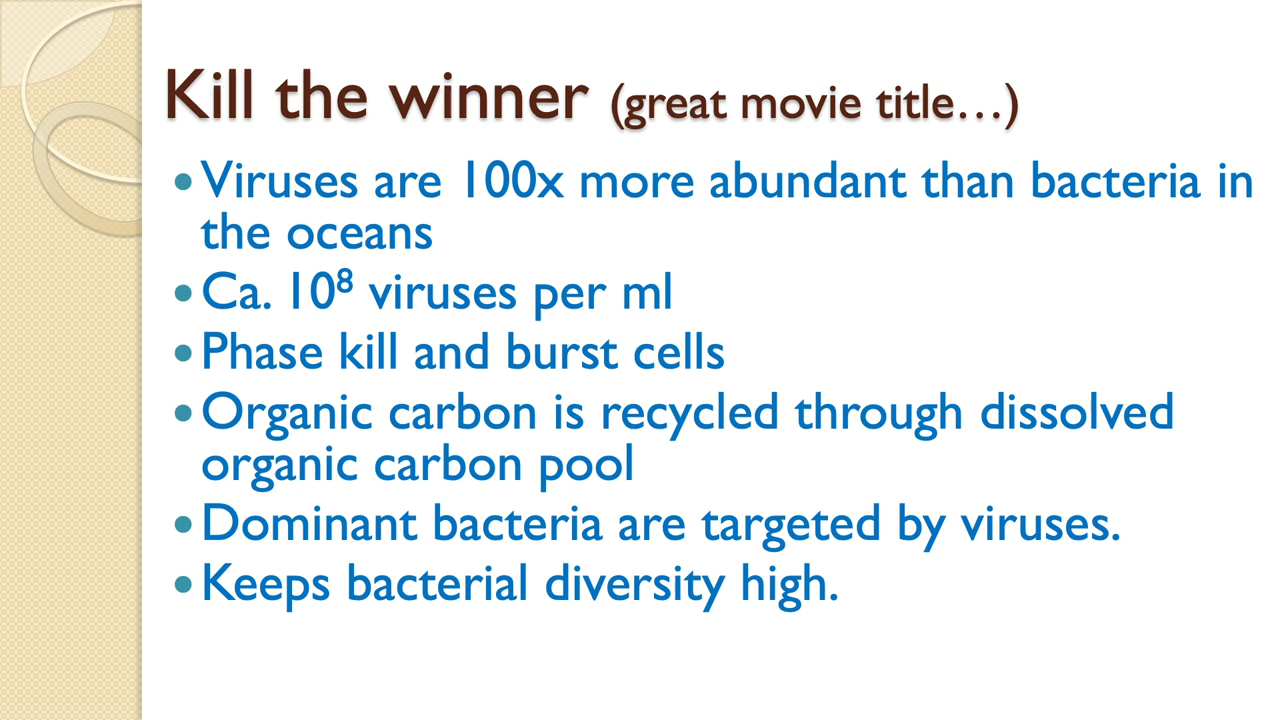 Kill the winner (great movie title…)
• Viruses are 100x more abundant than bacteria in
the oceans
• Ca. 10⁸ viruses per ml
• Phase kill and burst cells
• Organic carbon is recycled through dissolved
organic carbon pool
• Dominant bacteria are targeted by viruses.
• Keeps bacterial diversity high.